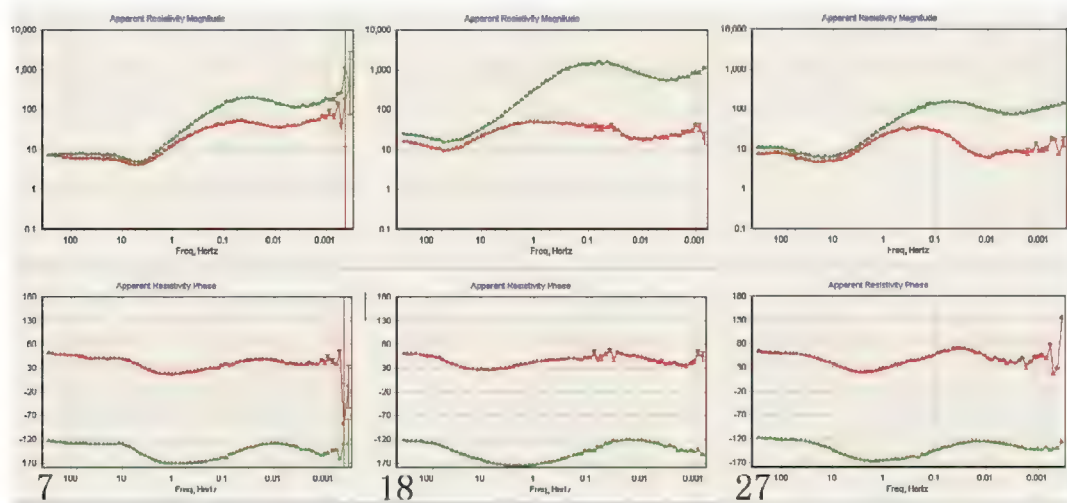 Apparent Resistivity Magnitude
10,000
1,000
100
10
1
0.1
100 10 1 0.1 0.01 0.001
Freq, Hertz
Apparent Resistivity Magnitude
10,000
1,000
100
10
1
0.1
100 10 1 0.1 0.01 0.001
Freq, Hertz
Apparent Resistivity Magnitude
10,000
1,000
100
10
1
0.1
100 10 1 0.1 0.01 0.001
Freq, Hertz
Apparent Resistivity Phase
180
130
80
30
-20
-70
-120
-170
100 10 1 0.1 0.01 0.001
Freq, Hertz
7
Apparent Resistivity Phase
180
130
80
30
-20
-70
-120
-170
100 10 1 0.1 0.01 0.001
Freq, Hertz
18
Apparent Resistivity Phase
180
130
80
30
-20
-70
-120
-170
100 10 1 0.1 0.01 0.001
Freq, Hertz
27